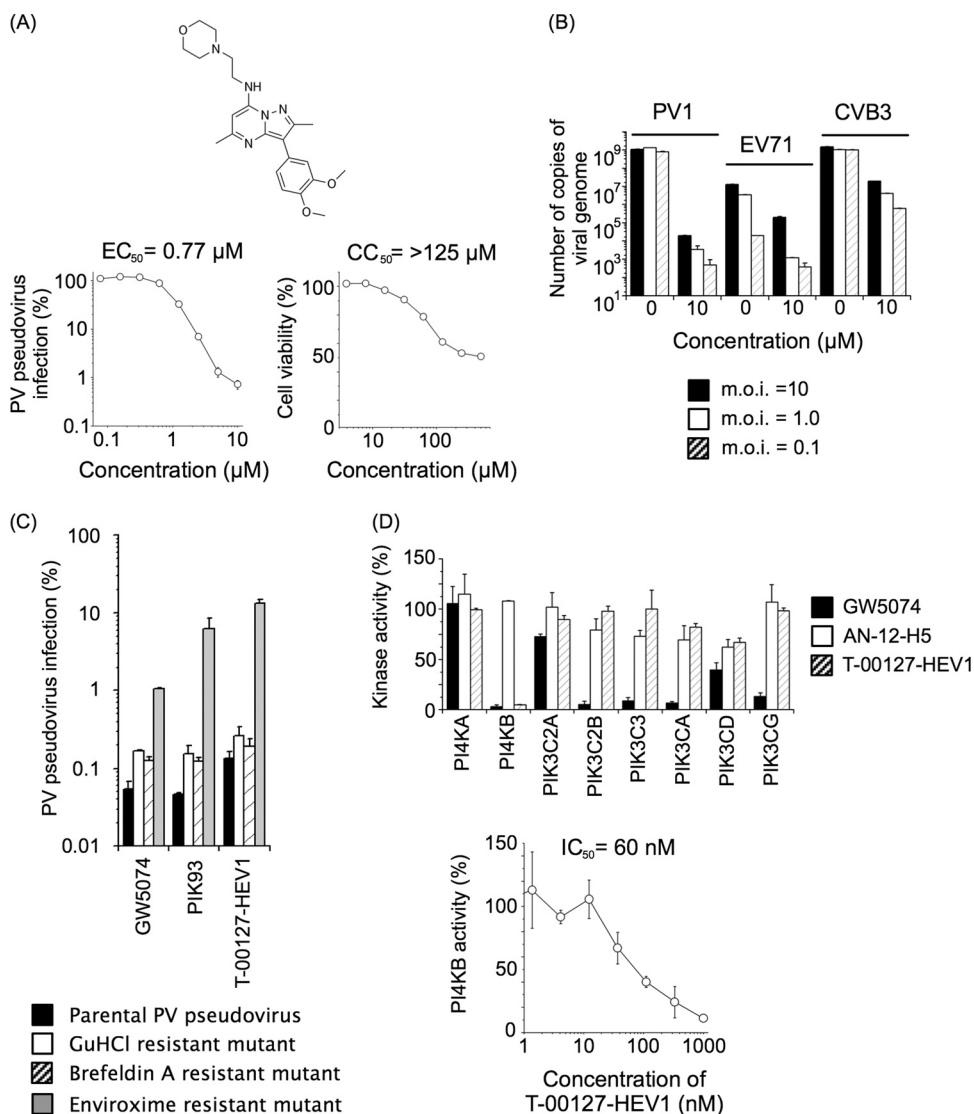 (A)
O
N
NH
N
N
N
O
O
EC50= 0.77 µM
PV pseudovirus
infection (%)
100
10
1
0.1
0.1
1
10
Concentration (µM)
CC50= >125 µM
Cell viability (%)
100
50
0
10
100
Concentration (µM)
(B)
PV1
EV71
CVB3
Number of copies of
viral genome
10^9
10^7
10^5
10^3
10^1
0
10
0
10
0
10
Concentration (µM)
m.o.i. =10
m.o.i. = 1.0
m.o.i. = 0.1
(C)
PV pseudovirus infection (%)
100
10
1
0.1
0.01
GW5074
PIK93
T-00127-HEV1
Parental PV pseudovirus
GuHCl resistant mutant
Brefeldin A resistant mutant
Enviroxime resistant mutant
(D)
Kinase activity (%)
150
100
50
0
PI4KA
PI4KB
PIK3C2A
PIK3C2B
PIK3C3
PIK3CA
PIK3CD
PIK3CG
GW5074
AN-12-H5
T-00127-HEV1
IC50= 60 nM
PI4KB activity (%)
150
100
50
0
1
10
100
1000
Concentration of
T-00127-HEV1 (nM)